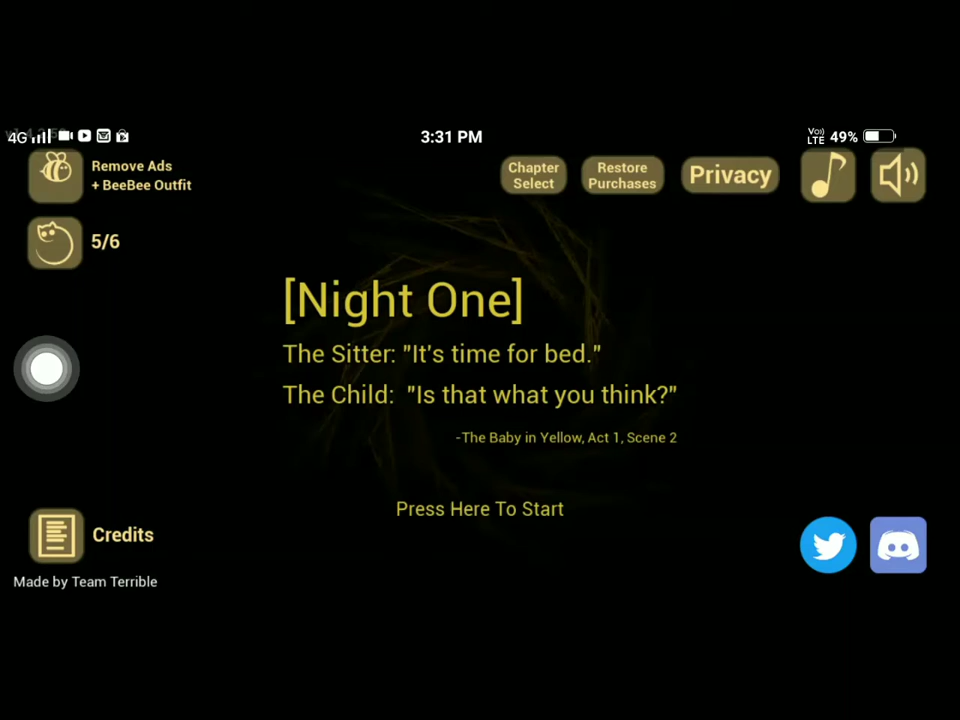 4G 3:31 PM Vo)) LTE 49%
Remove Ads
+ BeeBee Outfit
Chapter
Select
Restore
Purchases
Privacy
5/6
[Night One]
The Sitter: "It's time for bed."
The Child: "Is that what you think?"
-The Baby in Yellow, Act 1, Scene 2
Press Here To Start
Credits
Made by Team Terrible